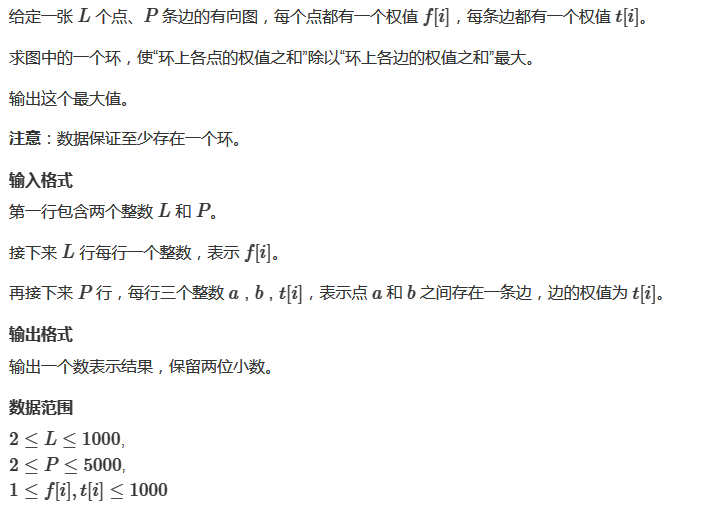 给定一张 L 个点、P 条边的有向图，每个点都有一个权值 f[i]，每条边都有一个权值 t[i]。
求图中的一个环，使“环上各点的权值之和”除以“环上各边的权值之和”最大。
输出这个最大值。
注意：数据保证至少存在一个环。
输入格式
第一行包含两个整数 L 和 P。
接下来 L 行每行一个整数，表示 f[i]。
再接下来 P 行，每行三个整数 a，b，t[i]，表示点 a 和 b 之间存在一条边，边的权值为 t[i]。
输出格式
输出一个数表示结果，保留两位小数。
数据范围
2 ≤ L ≤ 1000,
2 ≤ P ≤ 5000,
1 ≤ f[i], t[i] ≤ 1000